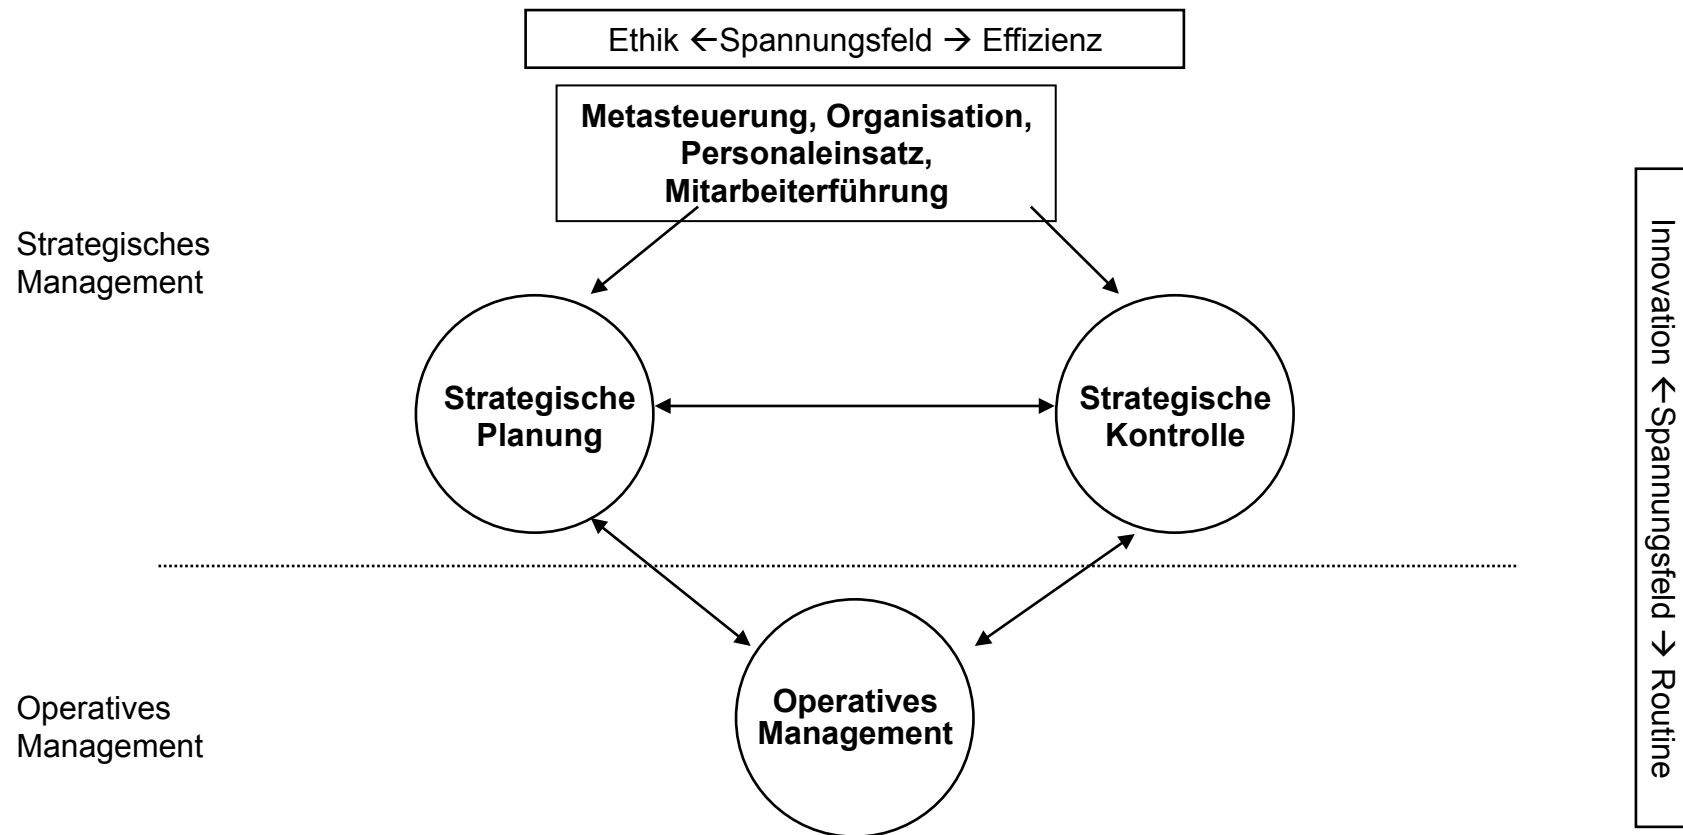 Ethik ←Spannungsfeld → Effizienz
Metasteuerung, Organisation,
Personaleinsatz,
Mitarbeiterführung
Strategisches
Management
Strategische
Planung
Strategische
Kontrolle
Innovation ←Spannungsfeld → Routine
Operatives
Management
Operatives
Management